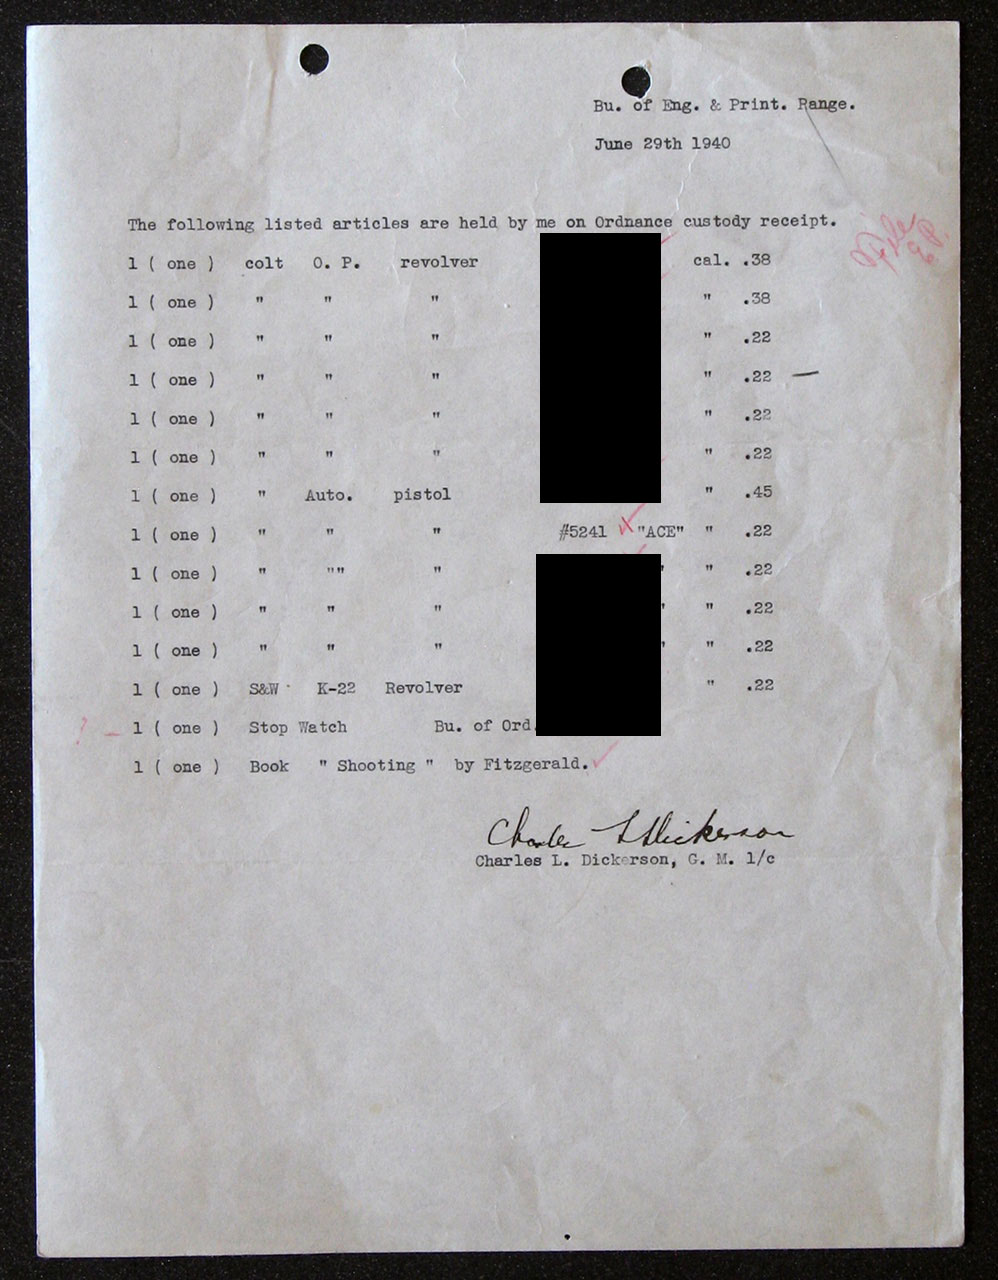 Bu. of Eng. & Print. Range.
June 29th 1940
The following listed articles are held by me on Ordnance custody receipt.
1 ( one ) colt O. P. revolver cal. .38
1 ( one ) " " " " .38
1 ( one ) " " " " .22
1 ( one ) " " " " .22 —
1 ( one ) " " " " .22
1 ( one ) " " " " .22
1 ( one ) " Auto. pistol " .45
1 ( one ) " " " #5241 "ACE" " .22
1 ( one ) " "" " ' " .22
1 ( one ) " " " ' " .22
1 ( one ) " " " ' " .22
1 ( one ) S&W K-22 Revolver " .22
? — 1 ( one ) Stop Watch Bu. of Ord.
1 ( one ) Book " Shooting " by Fitzgerald.
Charles L Dickerson
Charles L. Dickerson, G. M. 1/c